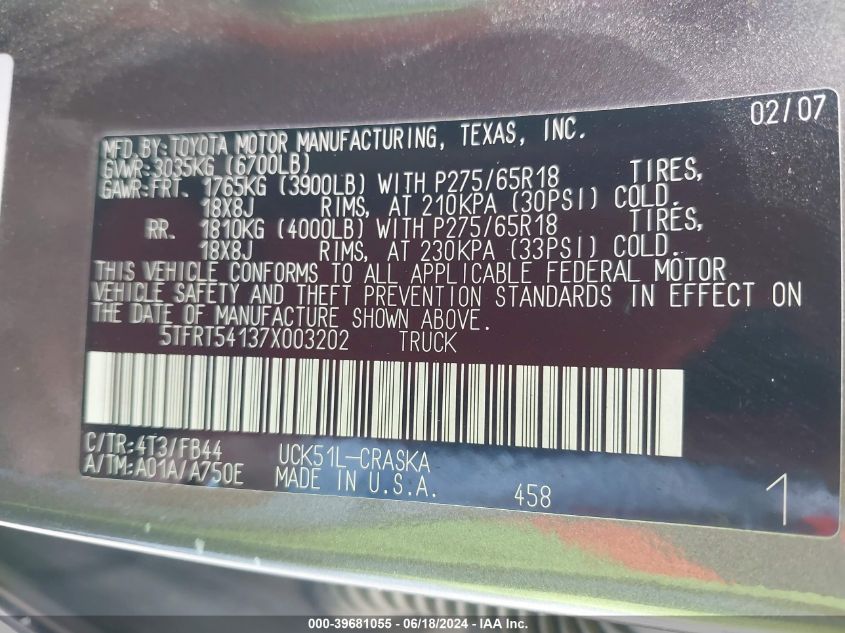 02/07
MFD.BY:TOYOTA MOTOR MANUFACTURING, TEXAS, INC.
GVWR:3035KG (6700LB)
GAWR:FRT. 1765KG (3900LB) WITH P275/65R18 TIRES,
18X8J RIMS, AT 210KPA (30PSI) COLD.
RR. 1810KG (4000LB) WITH P275/65R18 TIRES,
18X8J RIMS, AT 230KPA (33PSI) COLD.
THIS VEHICLE CONFORMS TO ALL APPLICABLE FEDERAL MOTOR
VEHICLE SAFETY AND THEFT PREVENTION STANDARDS IN EFFECT ON
THE DATE OF MANUFACTURE SHOWN ABOVE.
5TFRT54137X003202 TRUCK
C/TR:4T3/FB44 UCK51L-CRASKA
A/TM:A01A/A750E MADE IN U.S.A. 458 1
000-39681055 - 06/18/2024 - IAA Inc.